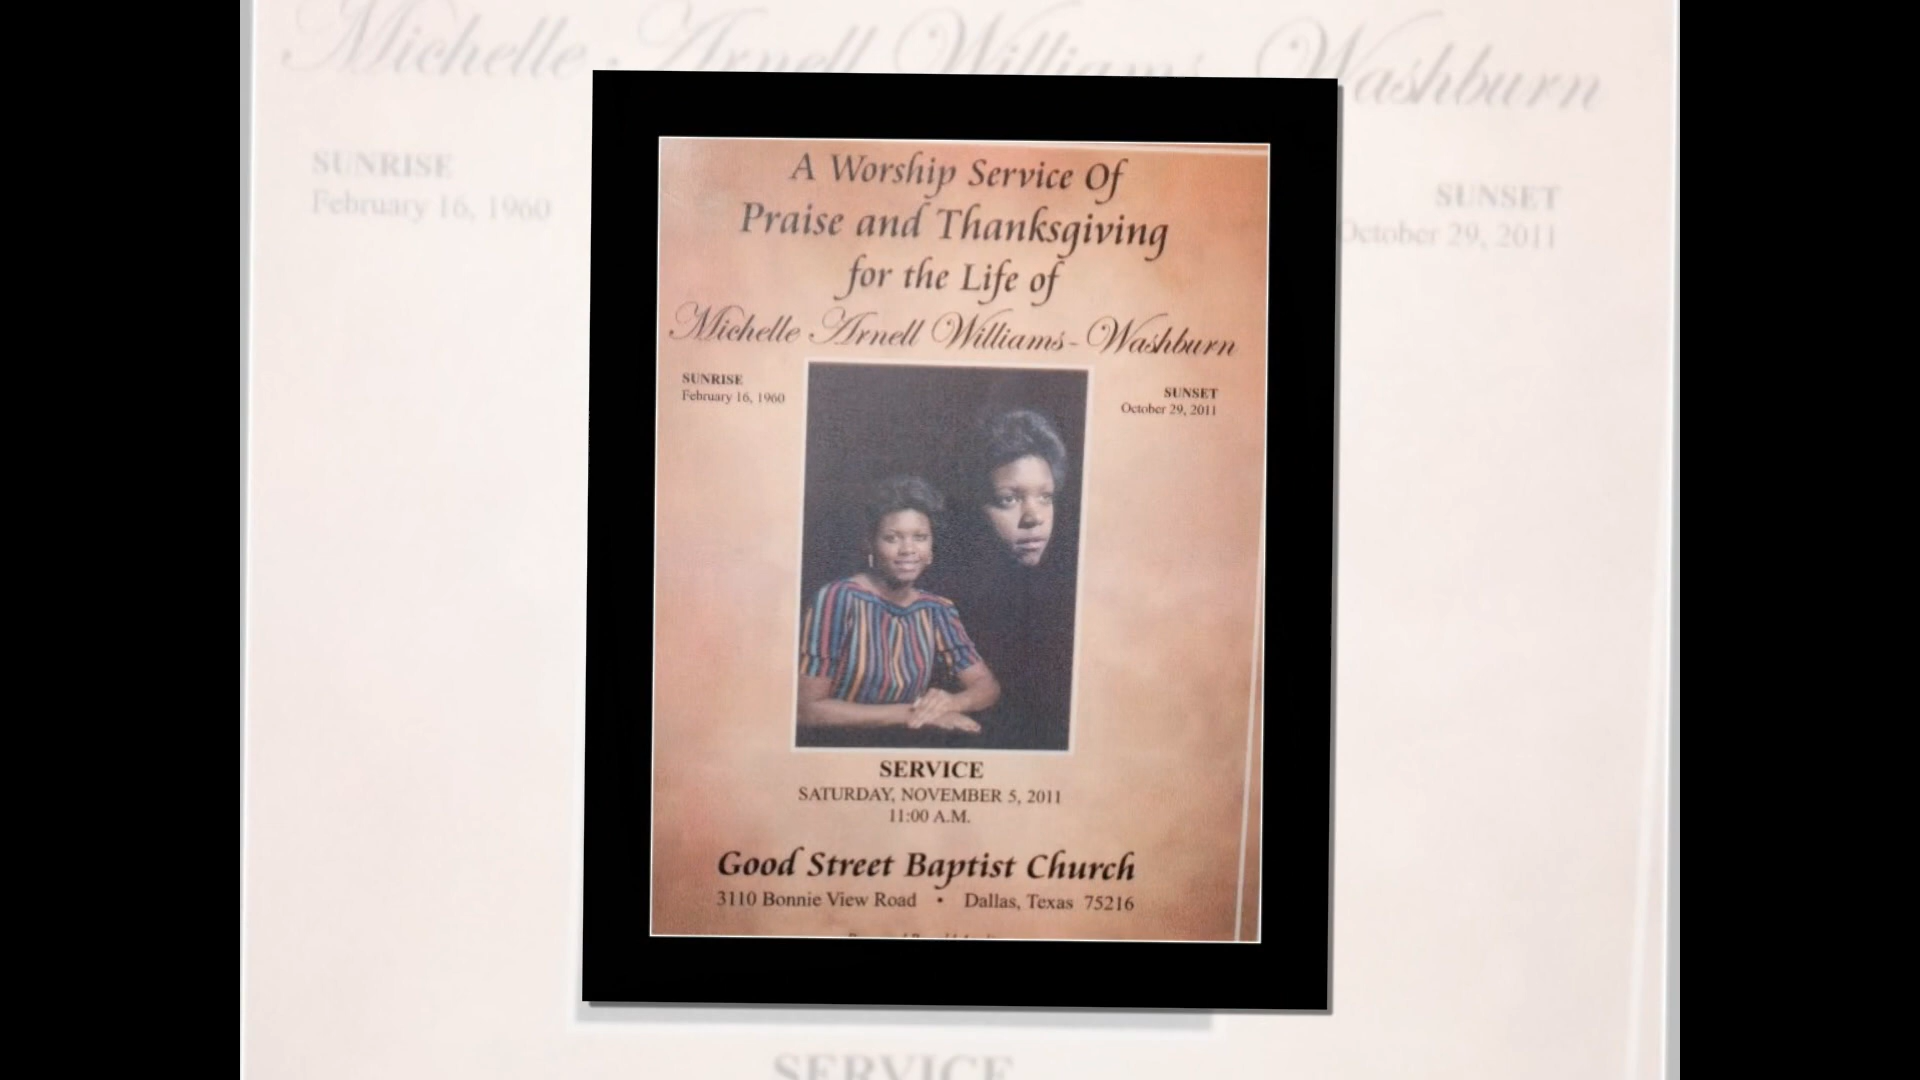 Michelle Arnell Williams-Washburn
SUNRISE
February 16, 1960
SUNSET
October 29, 2011
A Worship Service Of
Praise and Thanksgiving
for the Life of
Michelle Arnell Williams-Washburn
SUNRISE
February 16, 1960
SUNSET
October 29, 2011
SERVICE
SATURDAY, NOVEMBER 5, 2011
11:00 A.M.
Good Street Baptist Church
3110 Bonnie View Road • Dallas, Texas 75216
SERVICE